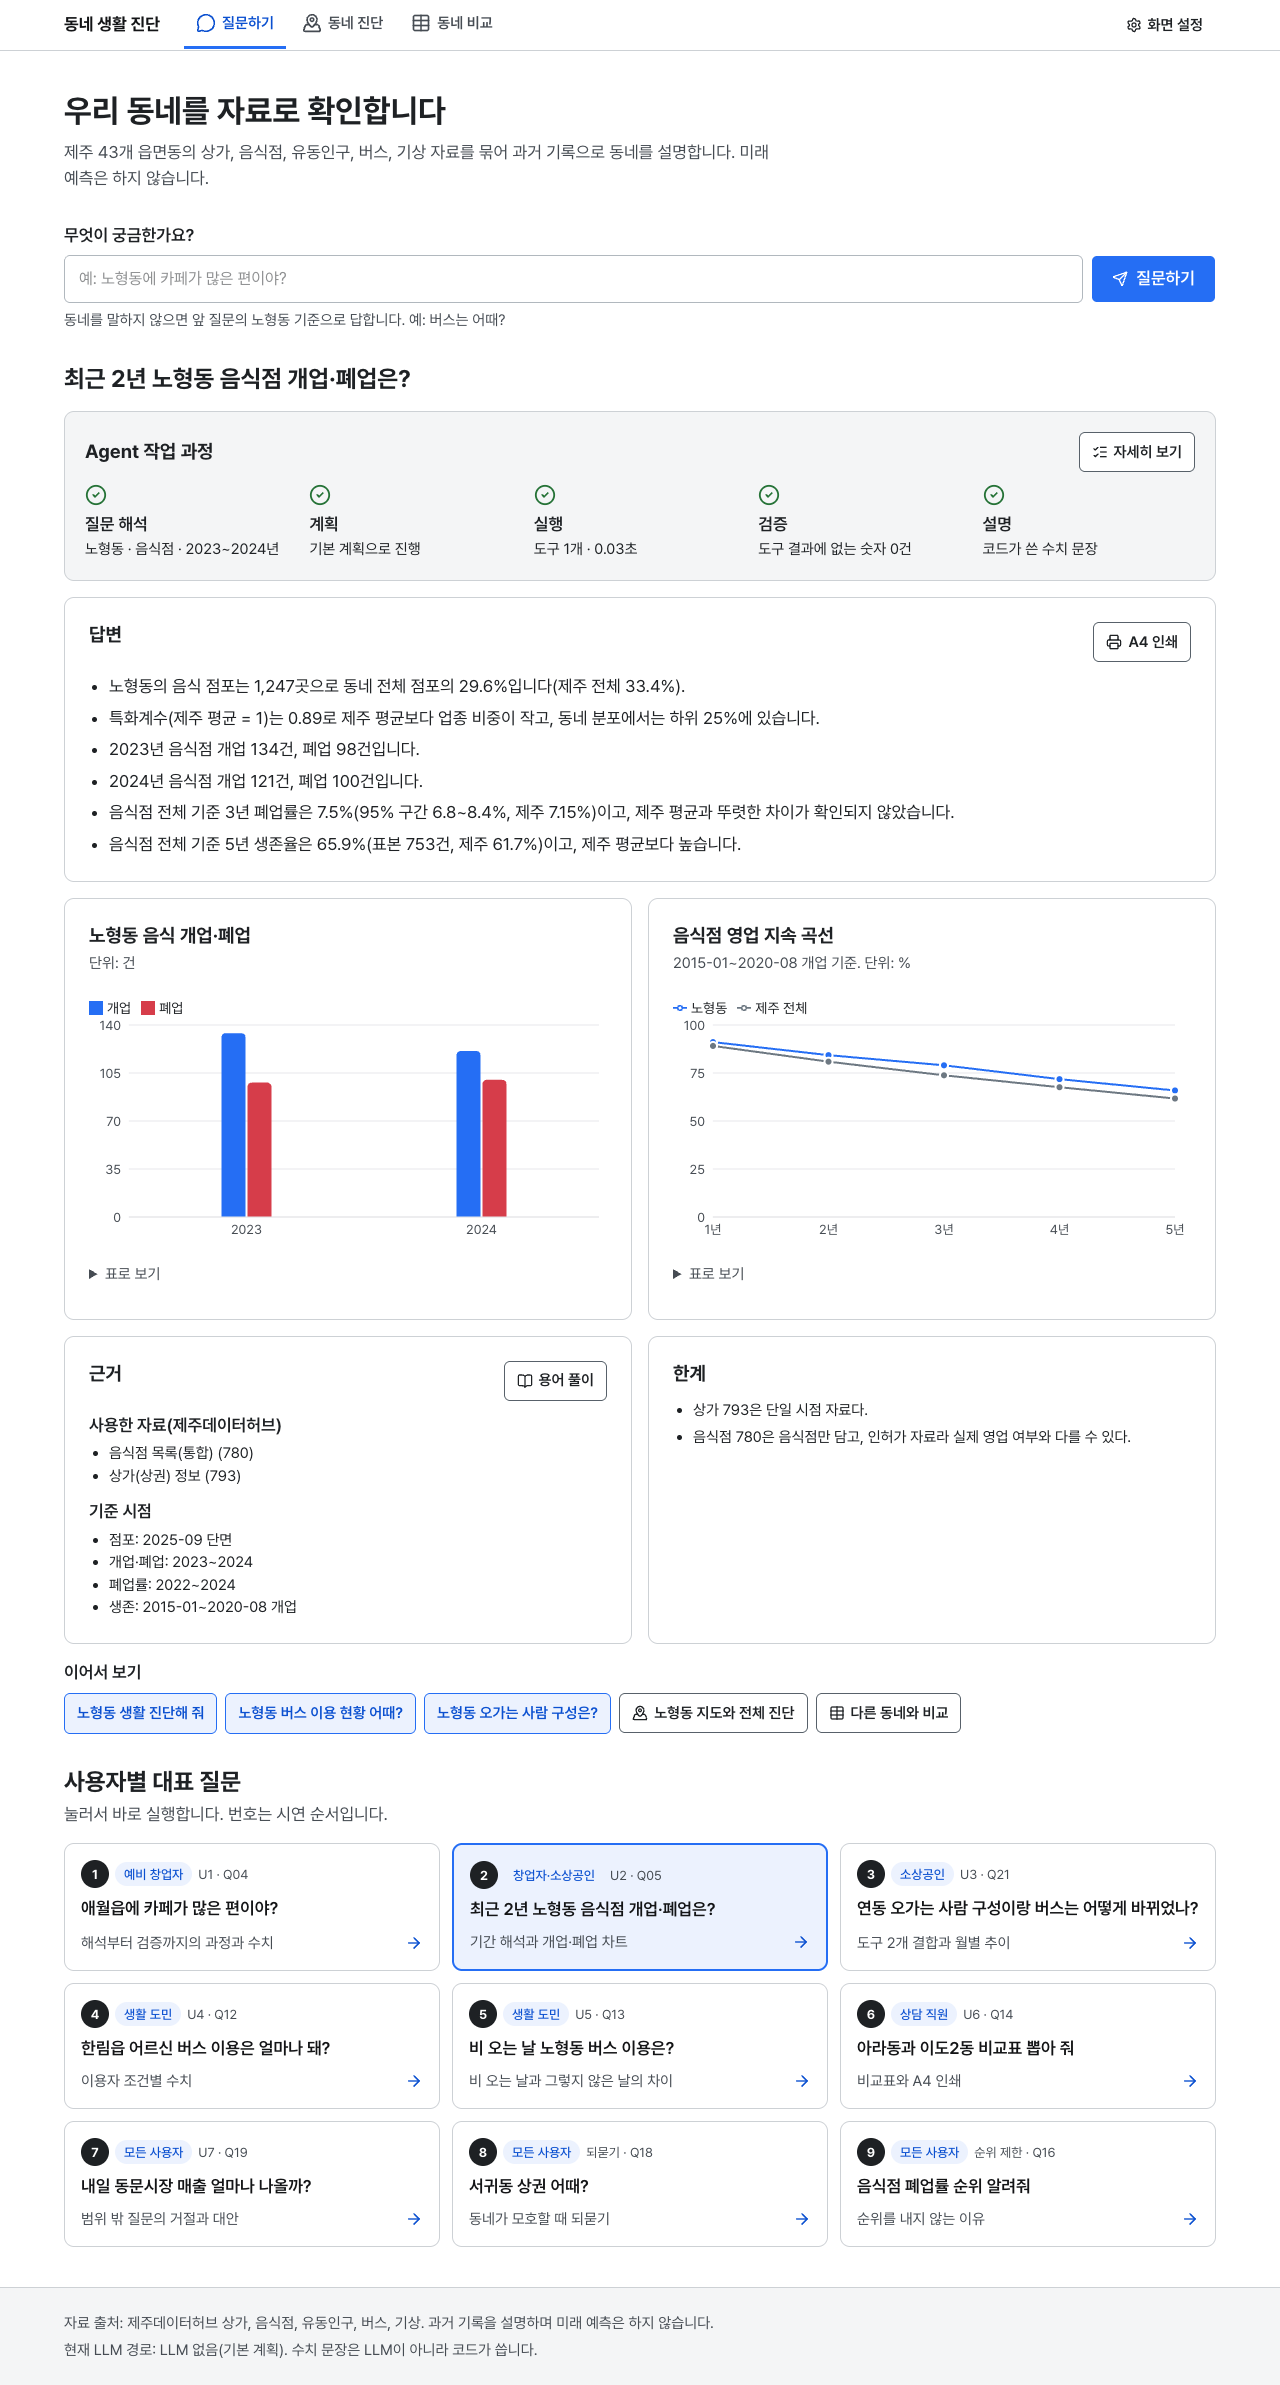 동네 생활 진단
질문하기
동네 진단
동네 비교
화면 설정
우리 동네를 자료로 확인합니다
제주 43개 읍면동의 상가, 음식점, 유동인구, 버스, 기상 자료를 묶어 과거 기록으로 동네를 설명합니다. 미래
예측은 하지 않습니다.
무엇이 궁금한가요?
예: 노형동에 카페가 많은 편이야?
질문하기
동네를 말하지 않으면 앞 질문의 노형동 기준으로 답합니다. 예: 버스는 어때?
최근 2년 노형동 음식점 개업·폐업은?
Agent 작업 과정
자세히 보기
질문 해석
노형동 · 음식점 · 2023~2024년
계획
기본 계획으로 진행
실행
도구 1개 · 0.03초
검증
도구 결과에 없는 숫자 0건
설명
코드가 쓴 수치 문장
답변
A4 인쇄
• 노형동의 음식 점포는 1,247곳으로 동네 전체 점포의 29.6%입니다(제주 전체 33.4%).
• 특화계수(제주 평균 = 1)는 0.89로 제주 평균보다 업종 비중이 작고, 동네 분포에서는 하위 25%에 있습니다.
• 2023년 음식점 개업 134건, 폐업 98건입니다.
• 2024년 음식점 개업 121건, 폐업 100건입니다.
• 음식점 전체 기준 3년 폐업률은 7.5%(95% 구간 6.8~8.4%, 제주 7.15%)이고, 제주 평균과 뚜렷한 차이가 확인되지 않았습니다.
• 음식점 전체 기준 5년 생존율은 65.9%(표본 753건, 제주 61.7%)이고, 제주 평균보다 높습니다.
노형동 음식 개업·폐업
단위: 건
개업 폐업
140
105
70
35
0
2023 2024
▶ 표로 보기
음식점 영업 지속 곡선
2015-01~2020-08 개업 기준. 단위: %
노형동 제주 전체
100
75
50
25
0
1년 2년 3년 4년 5년
▶ 표로 보기
근거
용어 풀이
사용한 자료(제주데이터허브)
• 음식점 목록(통합) (780)
• 상가(상권) 정보 (793)
기준 시점
• 점포: 2025-09 단면
• 개업·폐업: 2023~2024
• 폐업률: 2022~2024
• 생존: 2015-01~2020-08 개업
한계
• 상가 793은 단일 시점 자료다.
• 음식점 780은 음식점만 담고, 인허가 자료라 실제 영업 여부와 다를 수 있다.
이어서 보기
노형동 생활 진단해 줘
노형동 버스 이용 현황 어때?
노형동 오가는 사람 구성은?
노형동 지도와 전체 진단
다른 동네와 비교
사용자별 대표 질문
눌러서 바로 실행합니다. 번호는 시연 순서입니다.
1 예비 창업자 U1 · Q04
애월읍에 카페가 많은 편이야?
해석부터 검증까지의 과정과 수치
2 창업자·소상공인 U2 · Q05
최근 2년 노형동 음식점 개업·폐업은?
기간 해석과 개업·폐업 차트
3 소상공인 U3 · Q21
연동 오가는 사람 구성이랑 버스는 어떻게 바뀌었나?
도구 2개 결합과 월별 추이
4 생활 도민 U4 · Q12
한림읍 어르신 버스 이용은 얼마나 돼?
이용자 조건별 수치
5 생활 도민 U5 · Q13
비 오는 날 노형동 버스 이용은?
비 오는 날과 그렇지 않은 날의 차이
6 상담 직원 U6 · Q14
아라동과 이도2동 비교표 뽑아 줘
비교표와 A4 인쇄
7 모든 사용자 U7 · Q19
내일 동문시장 매출 얼마나 나올까?
범위 밖 질문의 거절과 대안
8 모든 사용자 되묻기 · Q18
서귀동 상권 어때?
동네가 모호할 때 되묻기
9 모든 사용자 순위 제한 · Q16
음식점 폐업률 순위 알려줘
순위를 내지 않는 이유
자료 출처: 제주데이터허브 상가, 음식점, 유동인구, 버스, 기상. 과거 기록을 설명하며 미래 예측은 하지 않습니다.
현재 LLM 경로: LLM 없음(기본 계획). 수치 문장은 LLM이 아니라 코드가 씁니다.